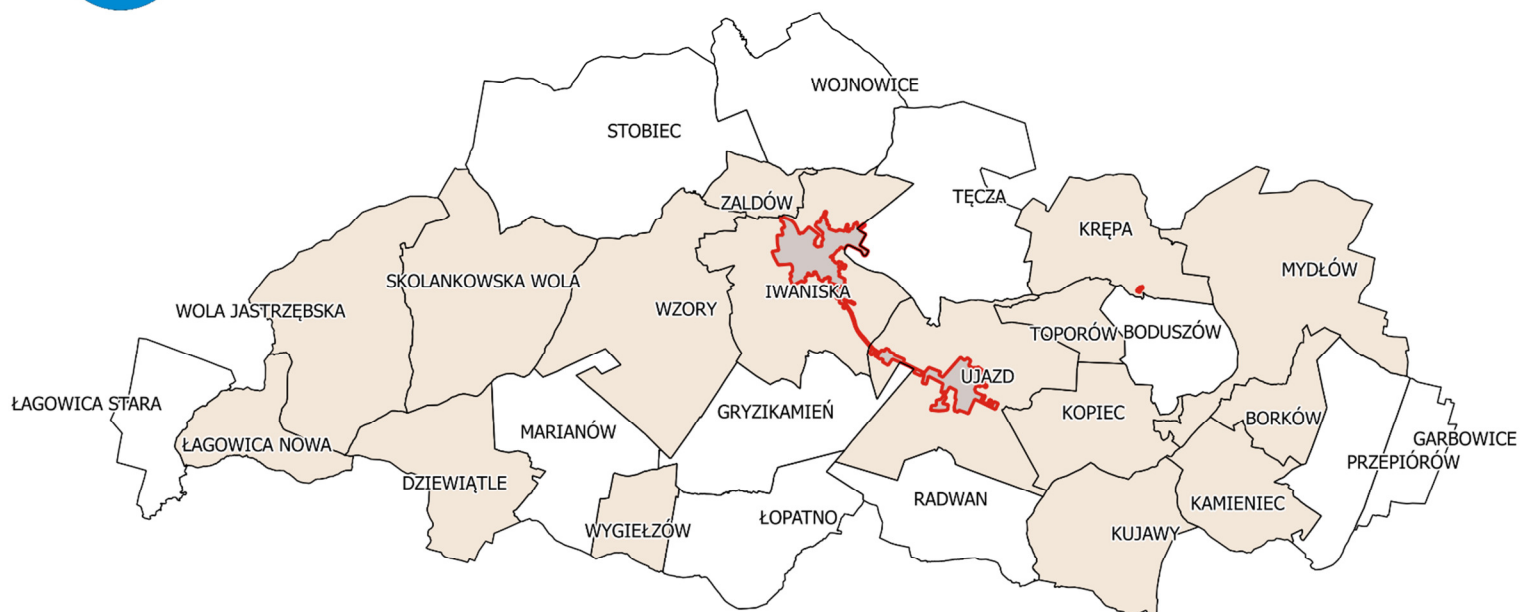 WOJNOWICE
STOBIEC
TĘCZA
ZALDÓW
KRĘPA
MYDŁÓW
SKOLANKOWSKA WOLA
IWANISKA
WOLA JASTRZĘBSKA
WZORY
TOPORÓW
BODUSZÓW
UJAZD
ŁAGOWICA STARA
GRYZIKAMIEŃ
KOPIEC
BORKÓW
MARIANÓW
GARBOWICE
ŁAGOWICA NOWA
PRZEPIÓRÓW
DZIEWIĄTLE
RADWAN
KAMIENIEC
ŁOPATNO
WYGIEŁZÓW
KUJAWY